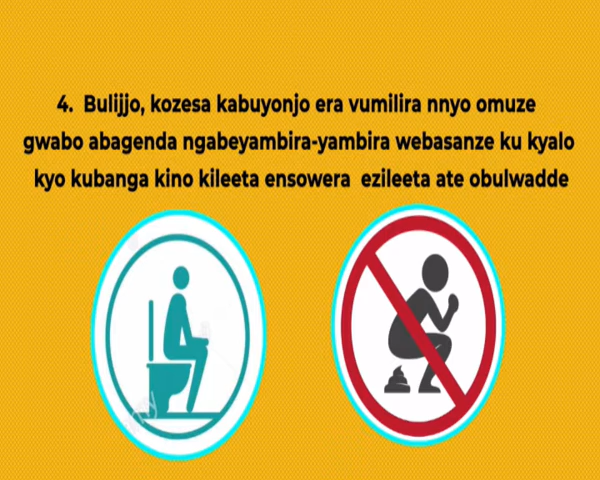 4. Bulijjo, kozesa kabuyonjo era vumilira nnyo omuze
gwabo abagenda ngabeyambira-yambira webasanze ku kyalo
kyo kubanga kino kileeta ensowera ezileeta ate obulwadde